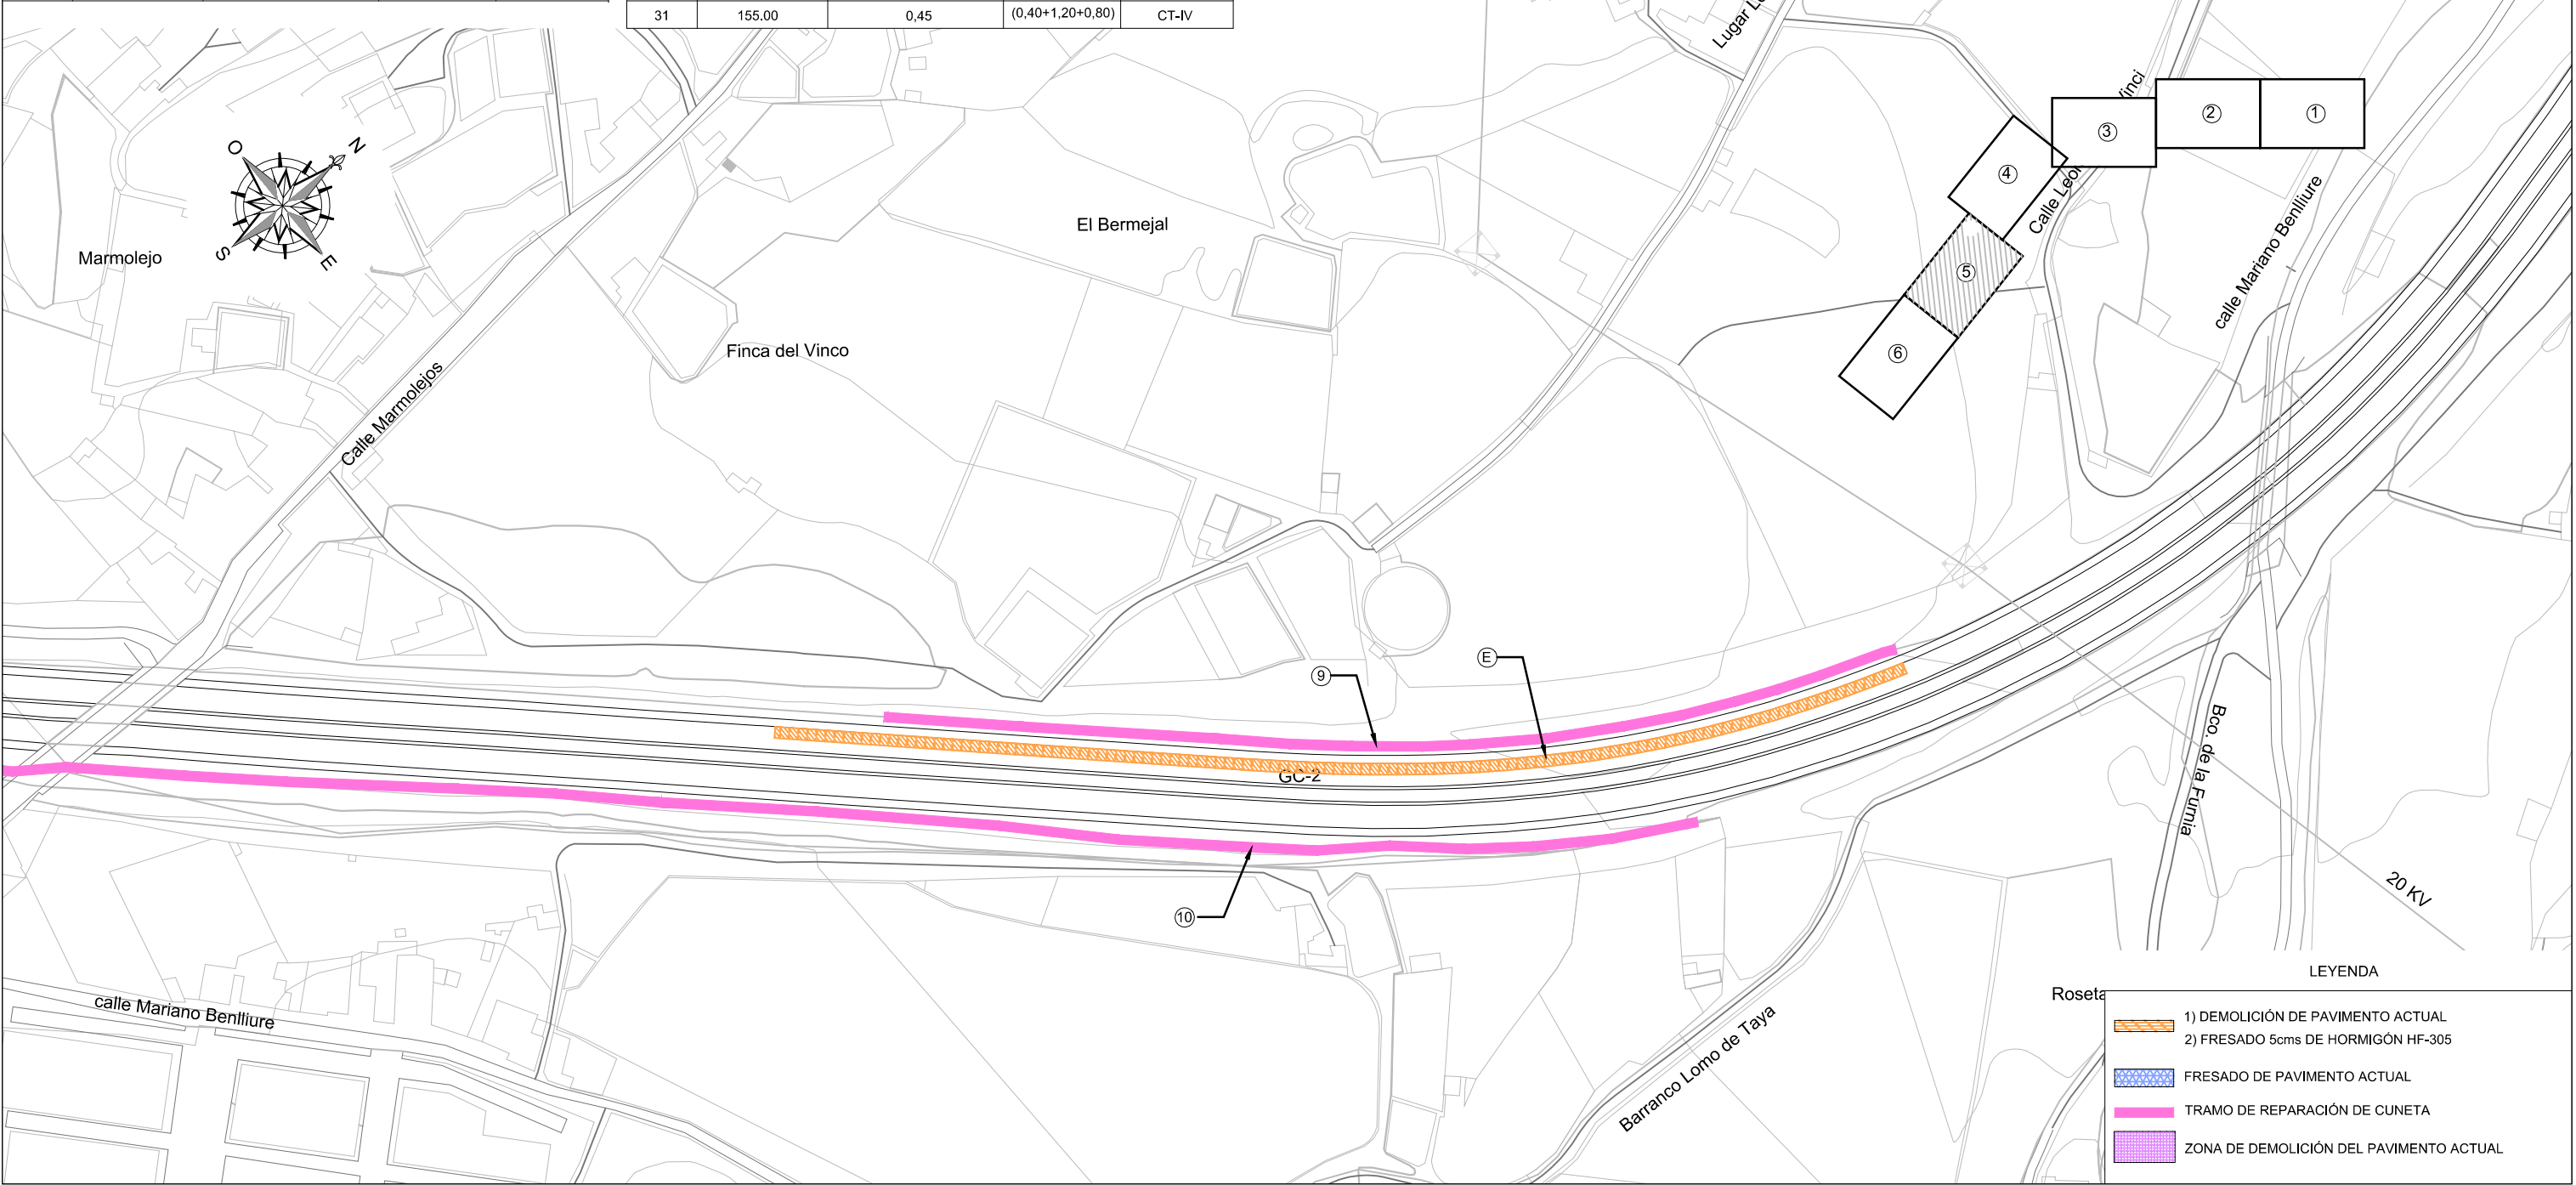 31 155.00 0,45 (0,40+1,20+0,80) CT-IV
Calle Leon
Vinci
1
2
3
4
5
6
O
N
S
E
Marmolejo
El Bermejal
Finca del Vinco
Calle Marmolejos
calle Mariano Benlliure
9
E
GC-2
10
Bco. de la Furnia
20 KV
calle Mariano Benlliure
Barranco Lomo de Taya
LEYENDA
1) DEMOLICIÓN DE PAVIMENTO ACTUAL
2) FRESADO 5cms DE HORMIGÓN HF-305
FRESADO DE PAVIMENTO ACTUAL
TRAMO DE REPARACIÓN DE CUNETA
ZONA DE DEMOLICIÓN DEL PAVIMENTO ACTUAL